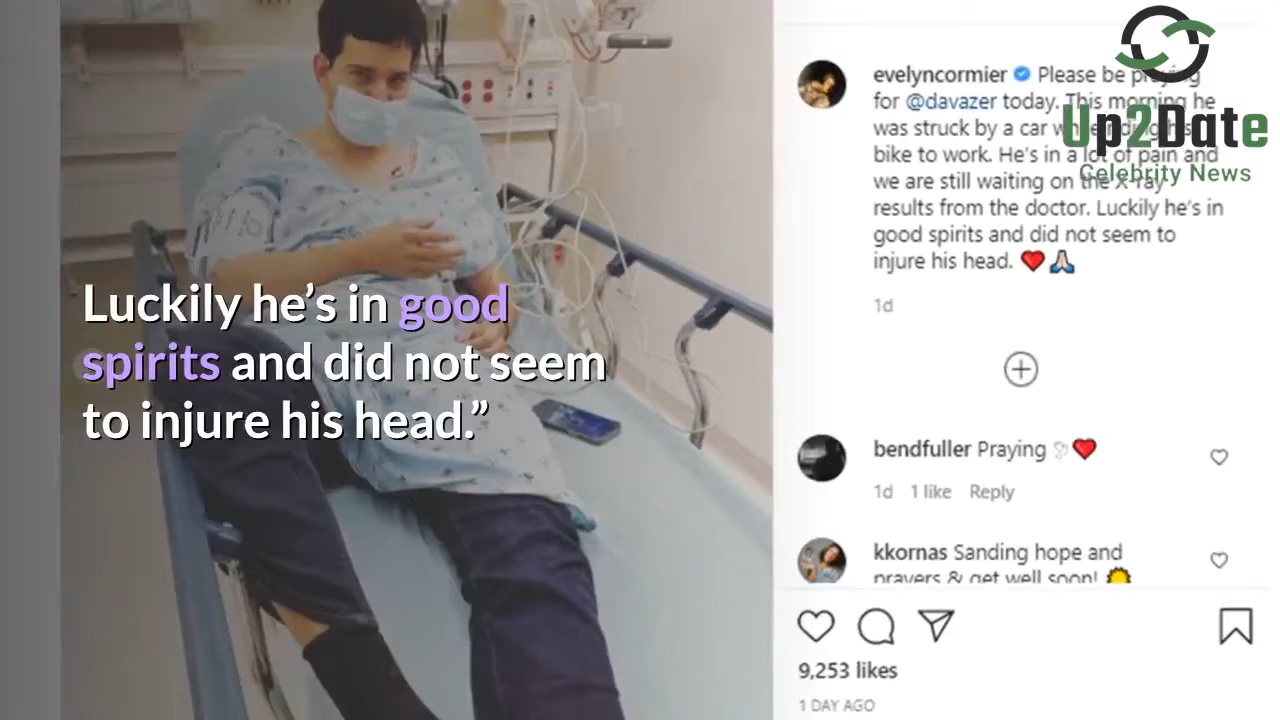 Luckily he's in good
spirits and did not seem
to injure his head.”
evelyncormier Please be praying
for @davazer today. This morning he
was struck by a car while riding his
bike to work. He's in a lot of pain and
we are still waiting on the X-ray
results from the doctor. Luckily he's in
good spirits and did not seem to
injure his head.
1d
Up2Date
Celebrity News
bendfuller Praying
1d 1 like Reply
kkornas Sanding hope and
prayers & get well soon!
9,253 likes
1 DAY AGO